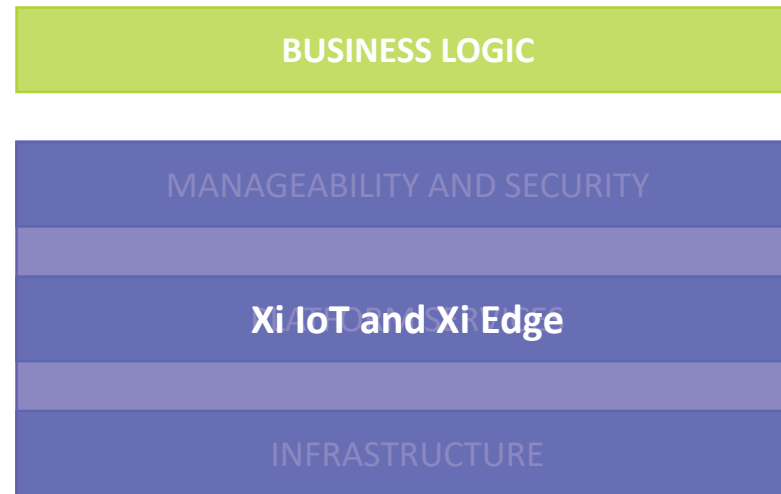 BUSINESS LOGIC
MANAGEABILITY AND SECURITY
Xi IoT and Xi Edge
INFRASTRUCTURE